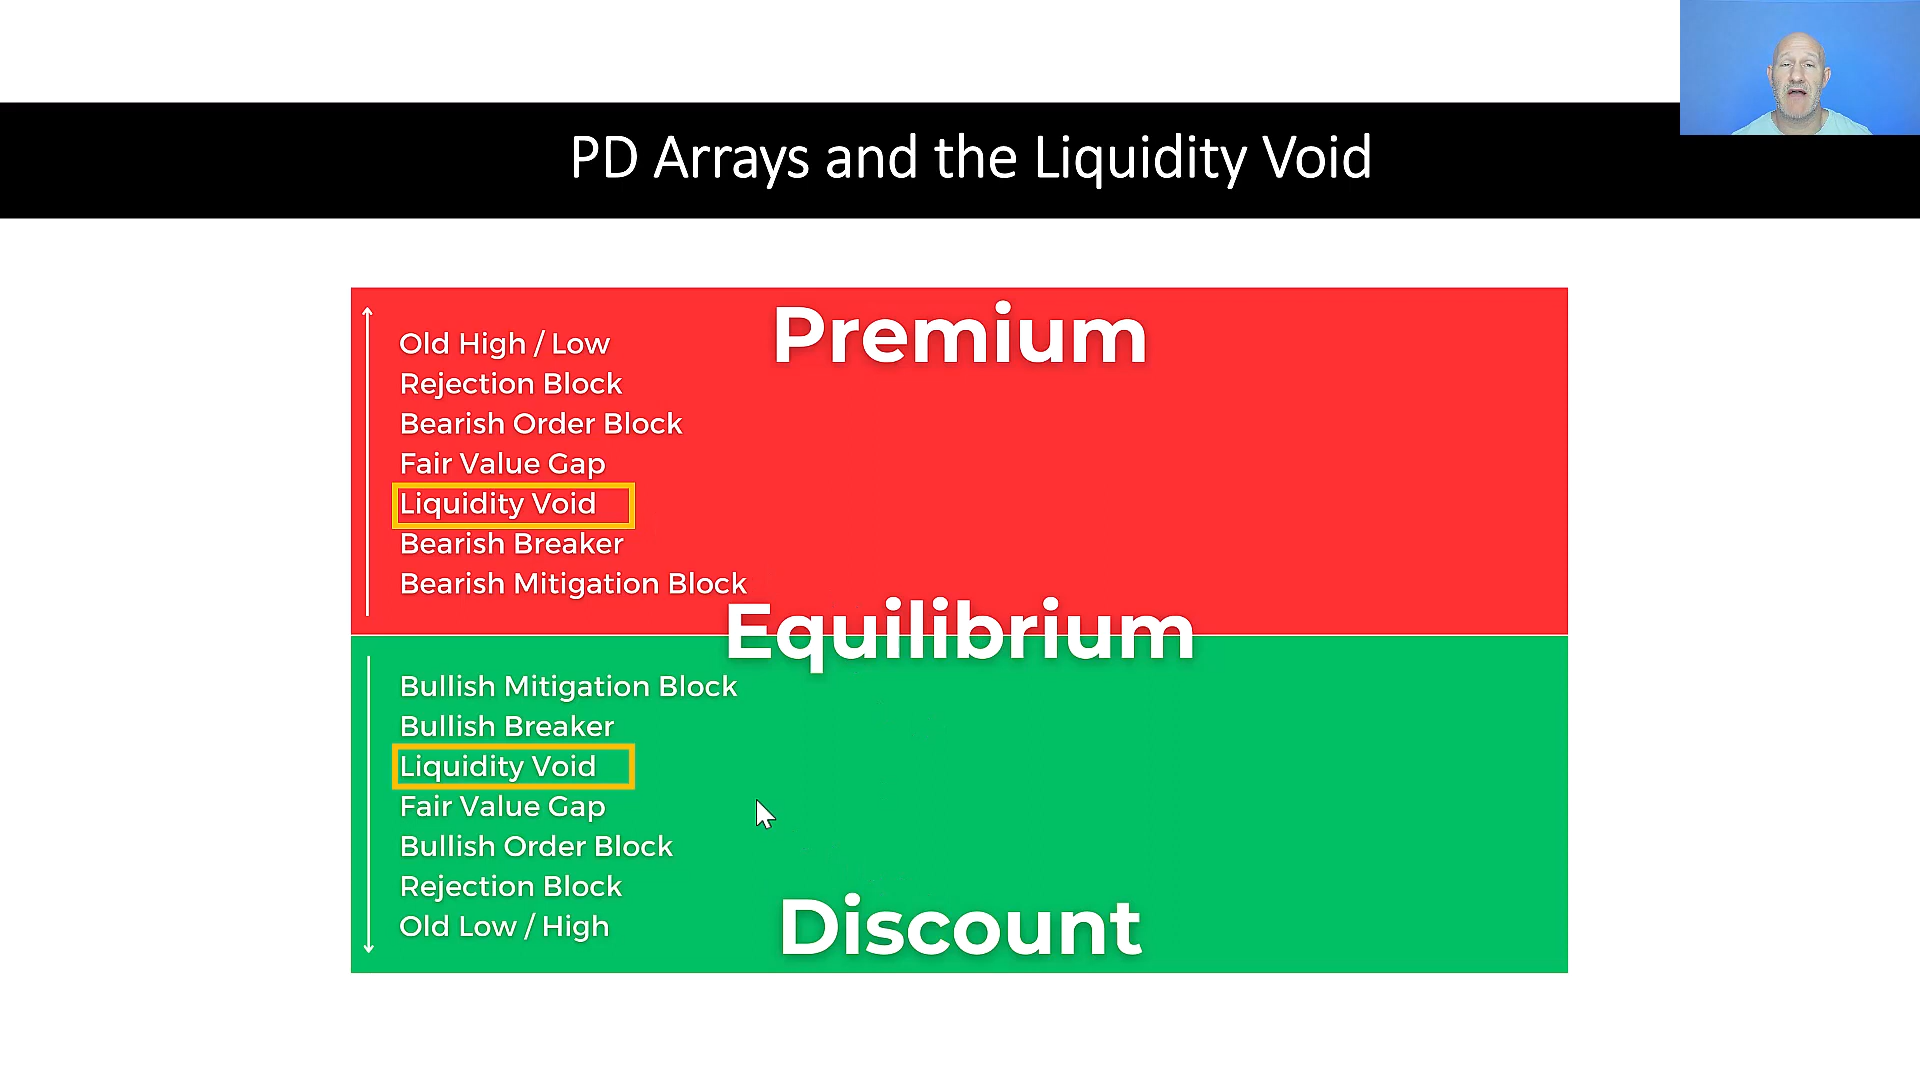 PD Arrays and the Liquidity Void
Premium
Old High / Low
Rejection Block
Bearish Order Block
Fair Value Gap
Liquidity Void
Bearish Breaker
Bearish Mitigation Block
Equilibrium
Bullish Mitigation Block
Bullish Breaker
Liquidity Void
Fair Value Gap
Bullish Order Block
Rejection Block
Old Low / High
Discount